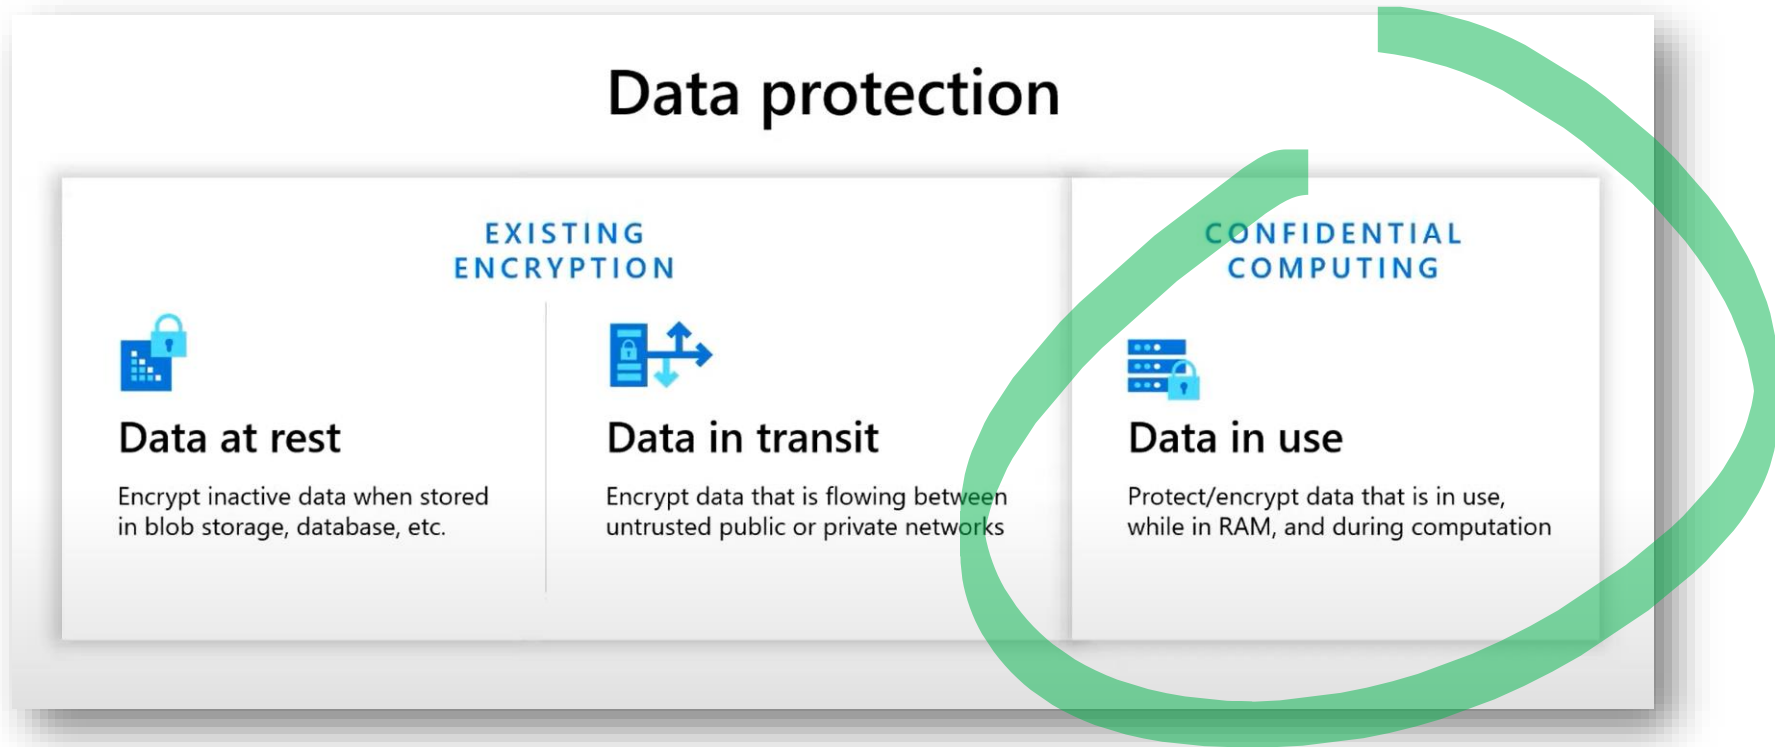 Data protection
EXISTING
ENCRYPTION
Data at rest
Encrypt inactive data when stored
in blob storage, database, etc.
Data in transit
Encrypt data that is flowing between
untrusted public or private networks
CONFIDENTIAL
COMPUTING
Data in use
Protect/encrypt data that is in use,
while in RAM, and during computation